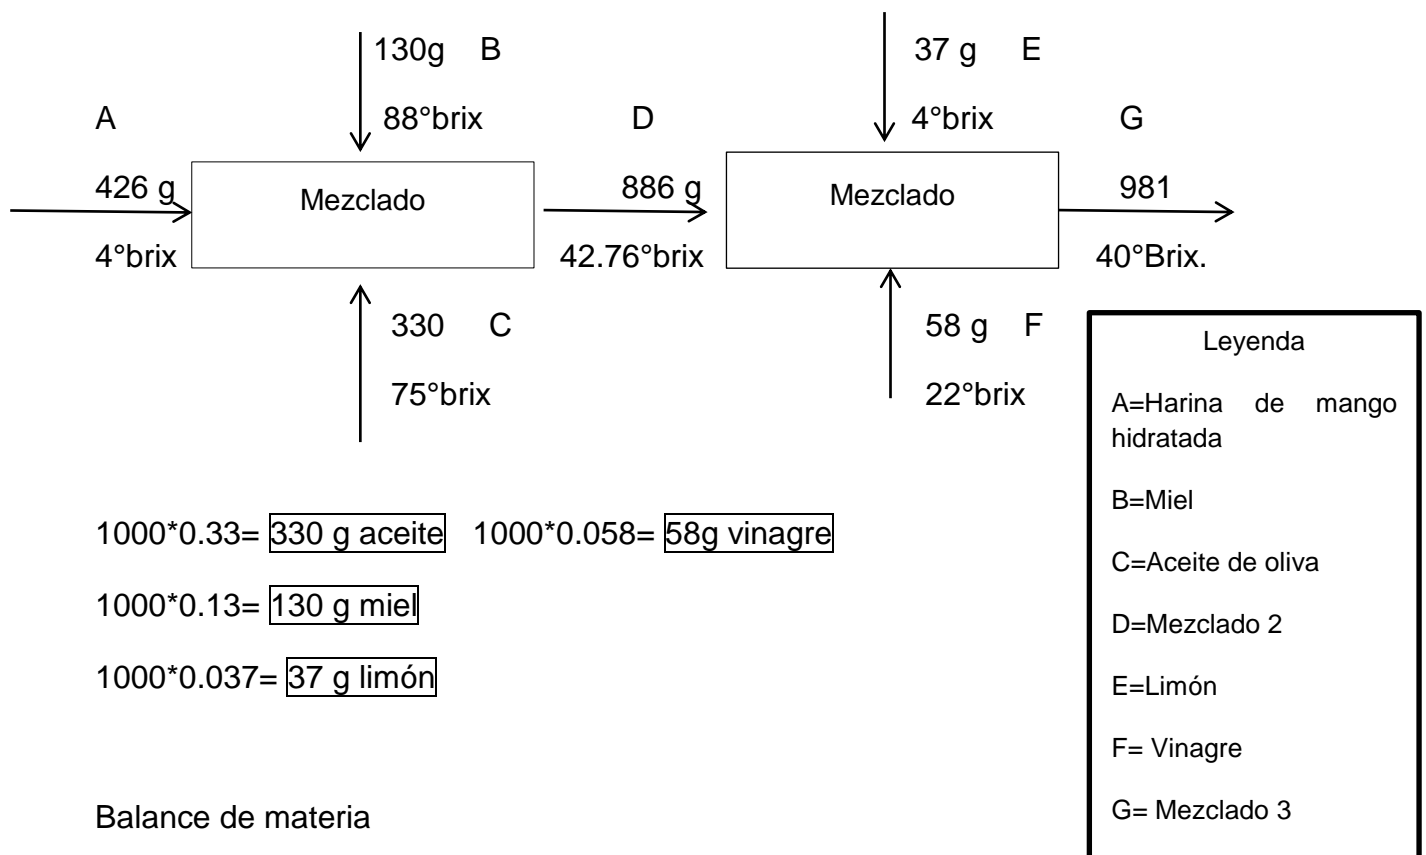 130g B
88°brix
37 g E
4°brix
A
426 g
4°brix
Mezclado
D
886 g
42.76°brix
Mezclado
G
981
40°Brix.
330 C
75°brix
58 g F
22°brix
Leyenda
A=Harina de mango
hidratada
B=Miel
C=Aceite de oliva
D=Mezclado 2
E=Limón
F= Vinagre
G= Mezclado 3
1000*0.33= 330 g aceite 1000*0.058= 58g vinagre
1000*0.13= 130 g miel
1000*0.037= 37 g limón
Balance de materia